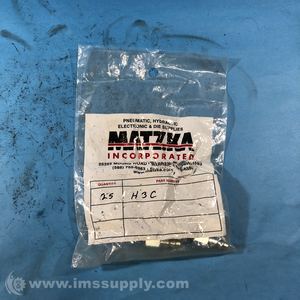 PNEUMATIC, HYDRAULIC
ELECTRONIC & DIE SUPPLIES
MATZKA
INCORPORATED
QUANTITY PART NUMBER
25 H3C
© www.imssupply.com